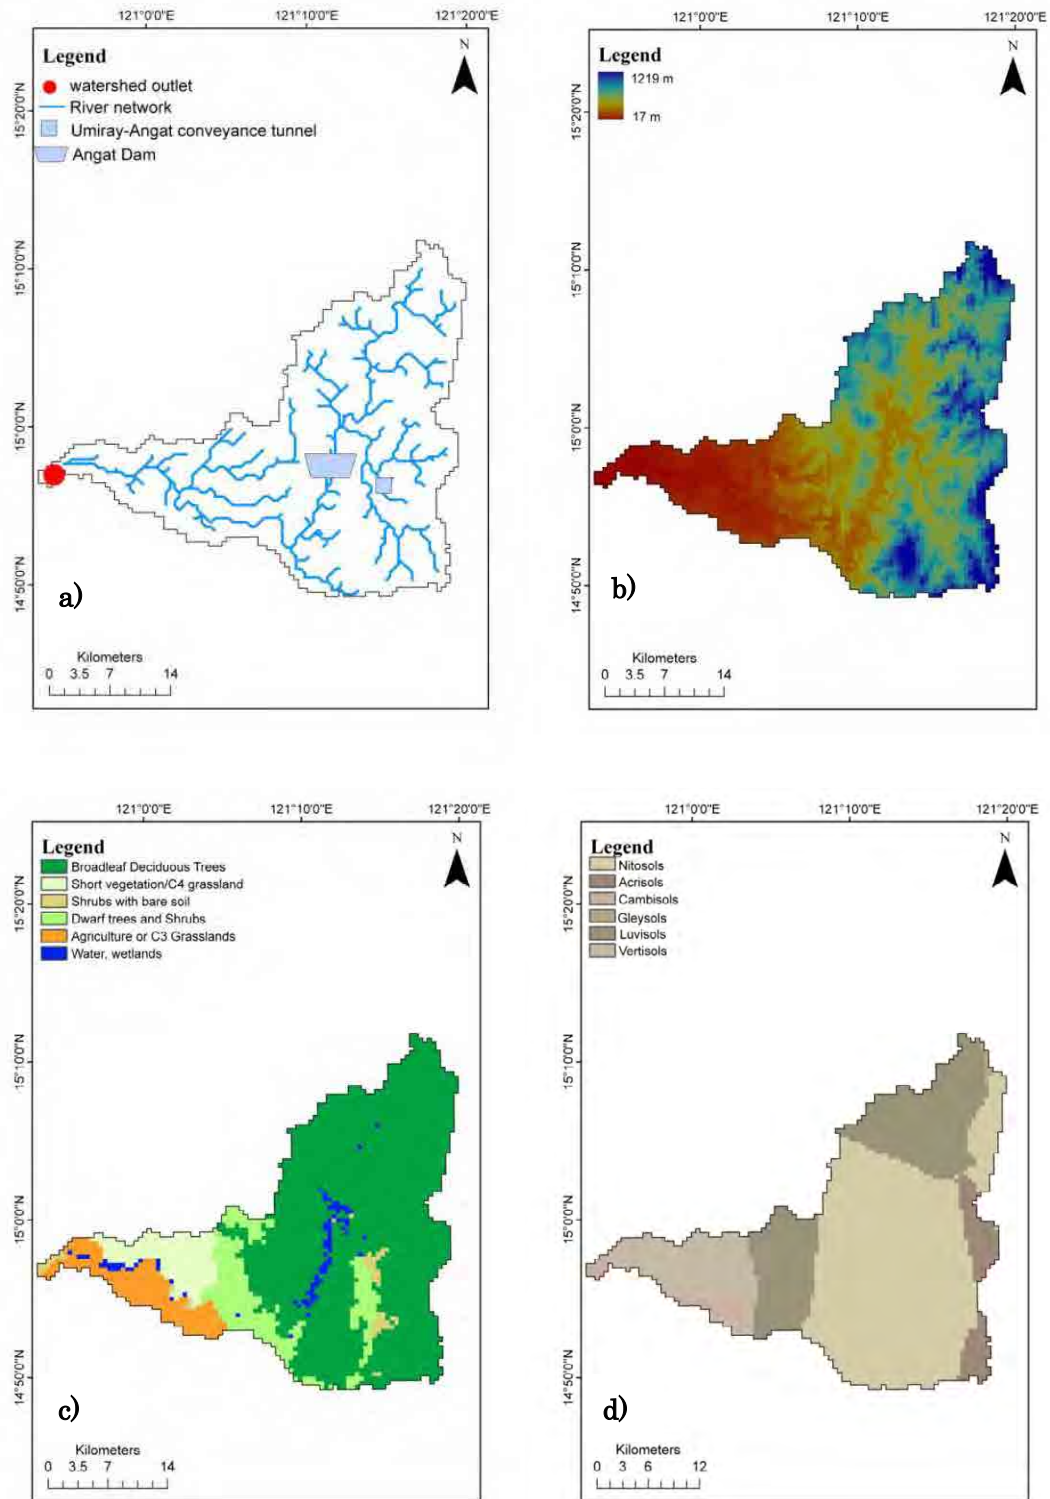 121°0'0"E 121°10'0"E 121°20'0"E
N
Legend
watershed outlet
River network
Umiray-Angat conveyance tunnel
Angat Dam
15°20'0"N
15°10'0"N
15°0'0"N
14°50'0"N
a)
Kilometers
0 3.5 7 14
121°0'0"E 121°10'0"E 121°20'0"E
N
Legend
1219 m
17 m
15°20'0"N
15°10'0"N
15°0'0"N
14°50'0"N
b)
Kilometers
0 3.5 7 14
121°0'0"E 121°10'0"E 121°20'0"E
N
Legend
Broadleaf Deciduous Trees
Short vegetation/C4 grassland
Shrubs with bare soil
Dwarf trees and Shrubs
Agriculture or C3 Grasslands
Water, wetlands
15°20'0"N
15°10'0"N
15°0'0"N
14°50'0"N
c)
Kilometers
0 3.5 7 14
121°0'0"E 121°10'0"E 121°20'0"E
N
Legend
Nitosols
Acrisols
Cambisols
Gleysols
Luvisols
Vertisols
15°20'0"N
15°10'0"N
15°0'0"N
14°50'0"N
d)
Kilometers
0 3 6 12